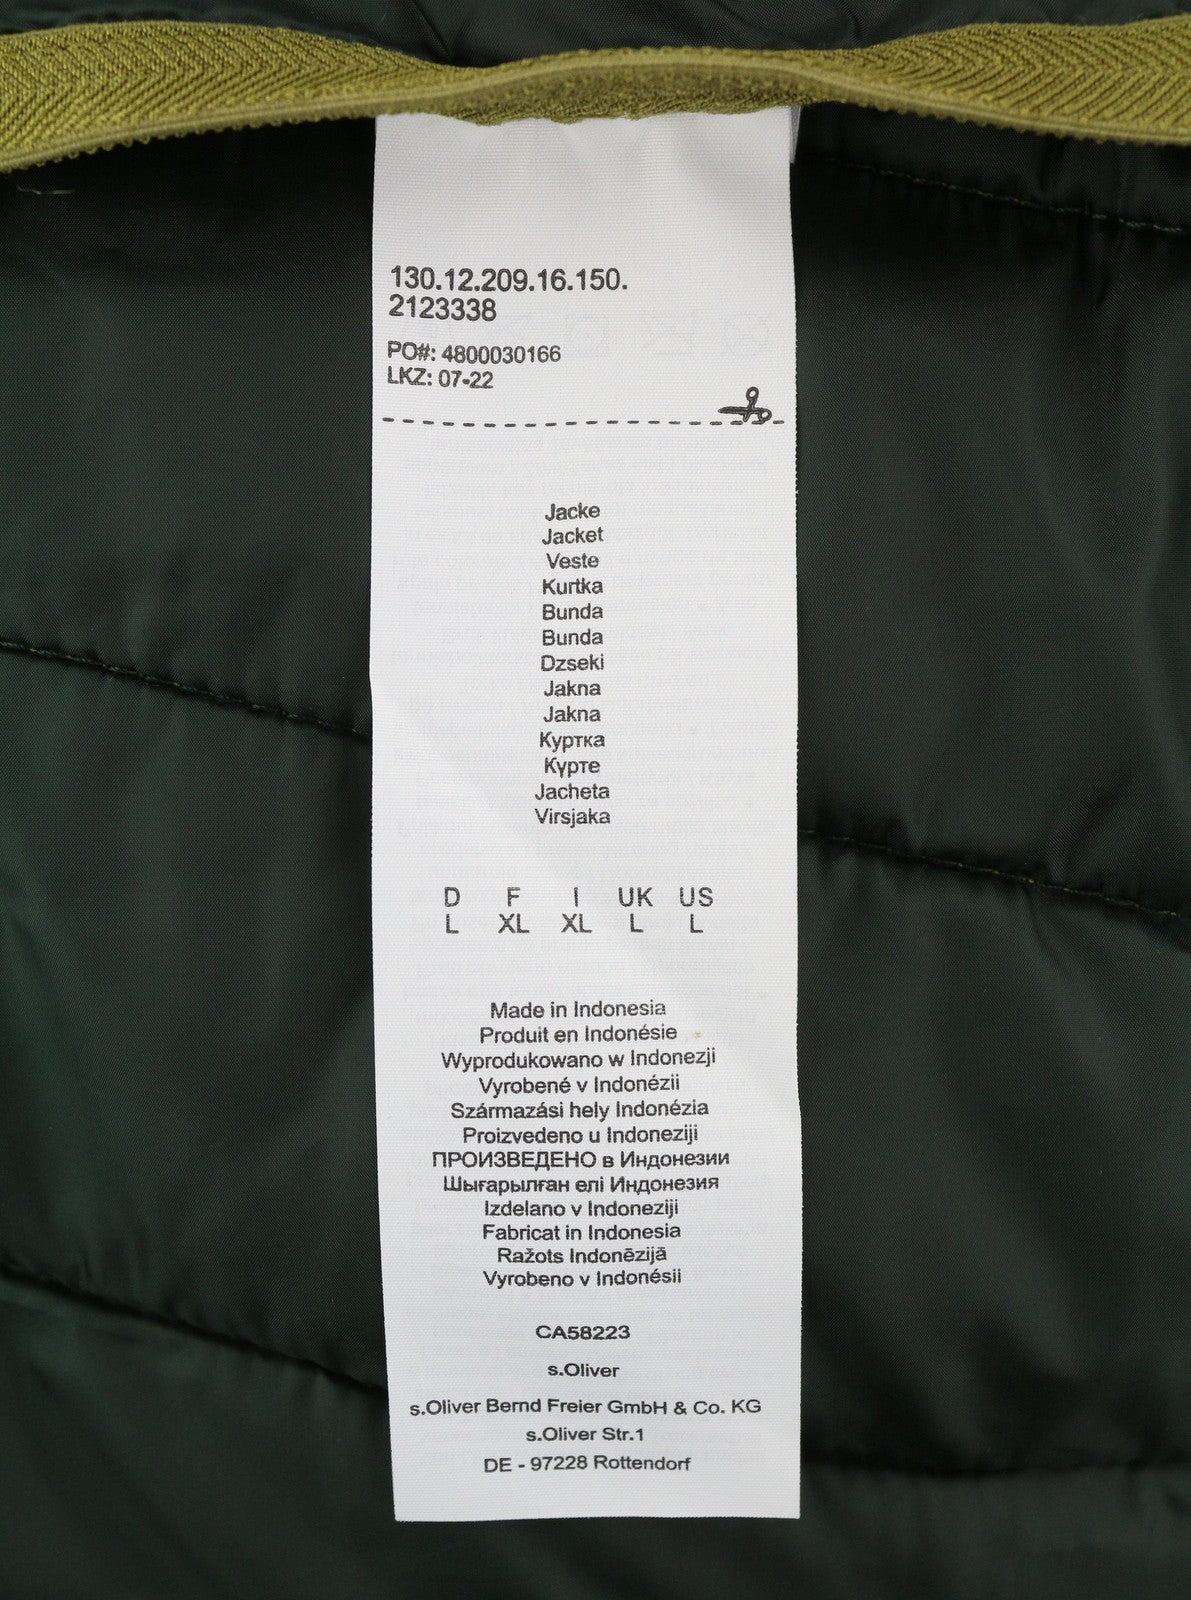 130.12.209.16.150.
2123338
PO#: 4800030166
LKZ: 07-22
Jacke
Jacket
Veste
Kurtka
Bunda
Bunda
Dzseki
Jakna
Jakna
Куртка
Күрте
Jacheta
Virsjaka
D F I UK US
L XL XL L L
Made in Indonesia
Produit en Indonésie
Wyprodukowano w Indonezji
Vyrobené v Indonézii
Származási hely Indonézia
Proizvedeno u Indoneziji
ПРОИЗВЕДЕНО в Индонезии
Шығарылған елі Индонезия
Izdelano v Indoneziji
Fabricat in Indonesia
Ražots Indonēzijā
Vyrobeno v Indonésii
CA58223
s.Oliver
s.Oliver Bernd Freier GmbH & Co. KG
s.Oliver Str.1
DE - 97228 Rottendorf